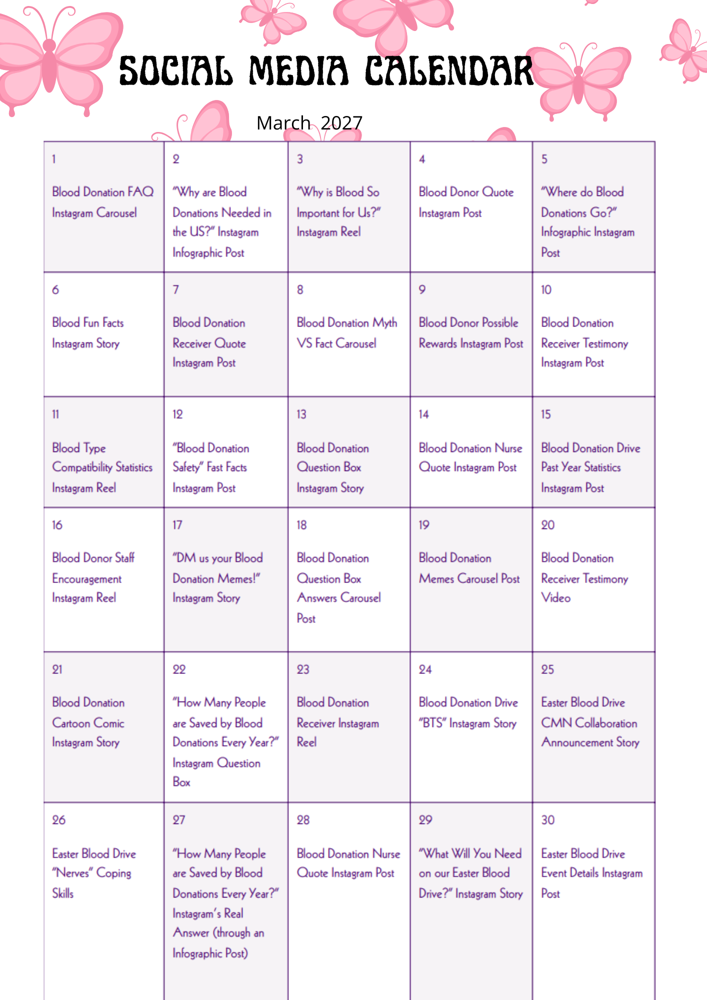 SOCIAL MEDIA CALENDAR
March 2027
1
Blood Donation FAQ
Instagram Carousel
2
"Why are Blood
Donations Needed in
the US?" Instagram
Infographic Post
3
"Why is Blood So
Important for Us?"
Instagram Reel
4
Blood Donor Quote
Instagram Post
5
"Where do Blood
Donations Go?"
Infographic Instagram
Post
6
Blood Fun Facts
Instagram Story
7
Blood Donation
Receiver Quote
Instagram Post
8
Blood Donation Myth
VS Fact Carousel
9
Blood Donor Possible
Rewards Instagram Post
10
Blood Donation
Receiver Testimony
Instagram Post
11
Blood Type
Compatibility Statistics
Instagram Reel
12
"Blood Donation
Safety" Fast Facts
Instagram Post
13
Blood Donation
Question Box
Instagram Story
14
Blood Donation Nurse
Quote Instagram Post
15
Blood Donation Drive
Past Year Statistics
Instagram Post
16
Blood Donor Staff
Encouragement
Instagram Reel
17
"DM us your Blood
Donation Memes!"
Instagram Story
18
Blood Donation
Question Box
Answers Carousel
Post
19
Blood Donation
Memes Carousel Post
20
Blood Donation
Receiver Testimony
Video
21
Blood Donation
Cartoon Comic
Instagram Story
22
"How Many People
are Saved by Blood
Donations Every Year?"
Instagram Question
Box
23
Blood Donation
Receiver Instagram
Reel
24
Blood Donation Drive
"BTS" Instagram Story
25
Easter Blood Drive
CMN Collaboration
Announcement Story
26
Easter Blood Drive
"Nerves" Coping
Skills
27
"How Many People
are Saved by Blood
Donations Every Year?"
Instagram's Real
Answer (through an
Infographic Post)
28
Blood Donation Nurse
Quote Instagram Post
29
"What Will You Need
on our Easter Blood
Drive?" Instagram Story
30
Easter Blood Drive
Event Details Instagram
Post